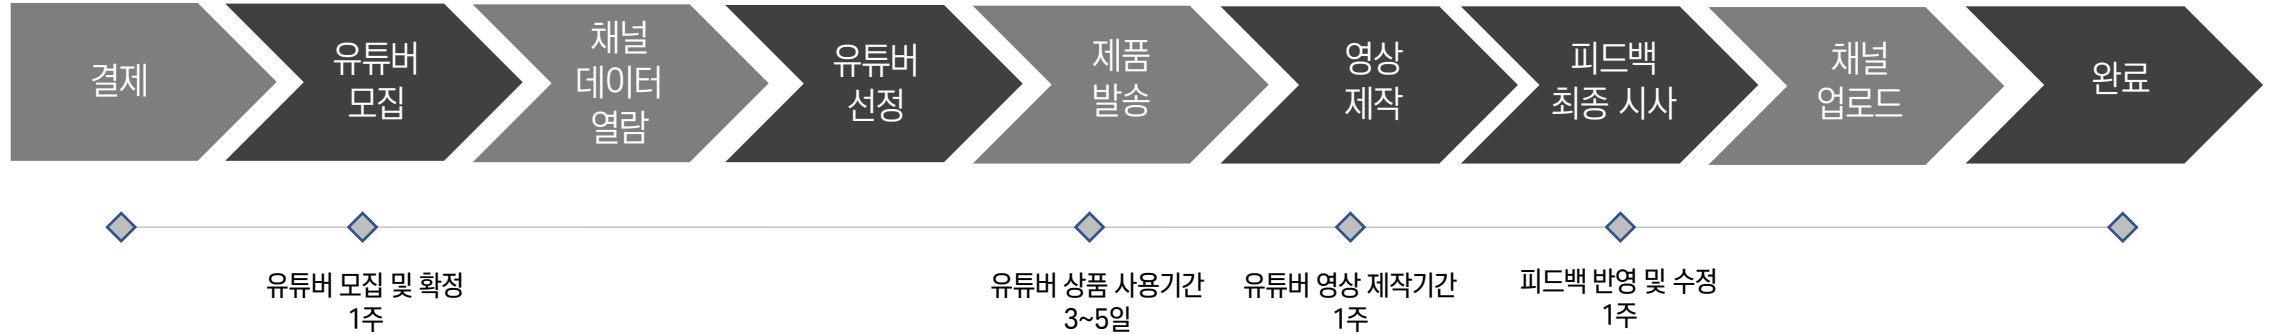 결제
유튜버
모집
채널
데이터
열람
유튜버
선정
제품
발송
영상
제작
피드백
최종 시사
채널
업로드
완료
유튜버 모집 및 확정
1주
유튜버 상품 사용기간
3~5일
유튜버 영상 제작기간
1주
피드백 반영 및 수정
1주